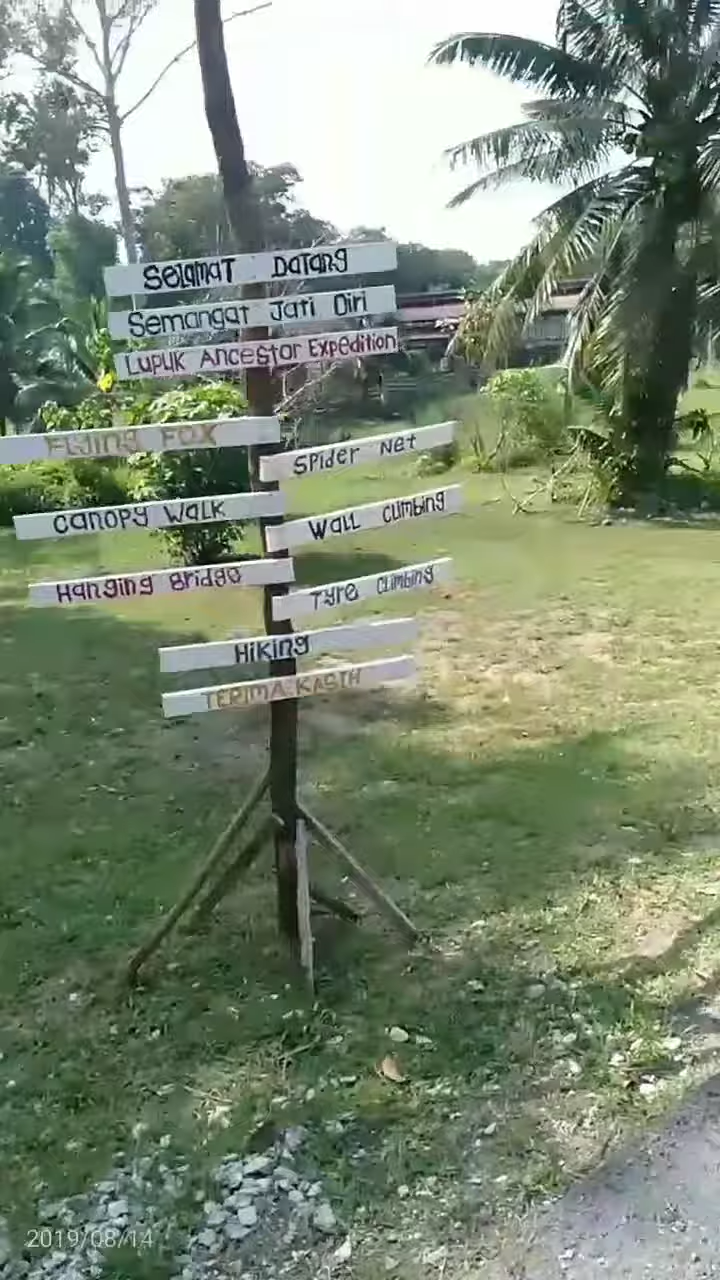 Selamat Datang
Semangat Jati Diri
Lupuk Ancestor Expedition
Flying Fox
Spider Net
Canopy Walk
Wall Climbing
Hanging Bridge
Tyre Climbing
Hiking
TERIMA KASIH
2019/08/14